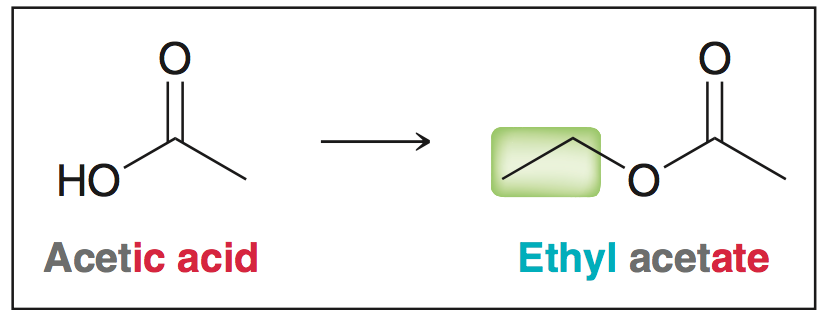 O
O
HO
O
Acetic acid
Ethyl acetate